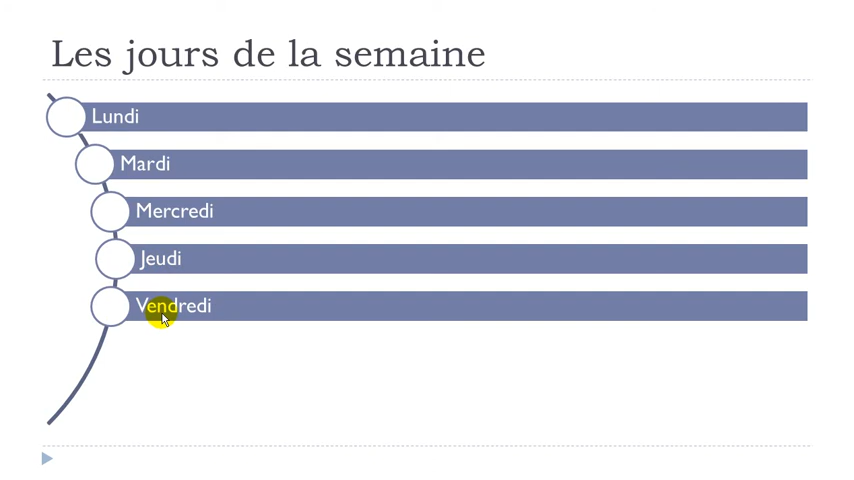 Les jours de la semaine
Lundi
Mardi
Mercredi
Jeudi
Vendredi